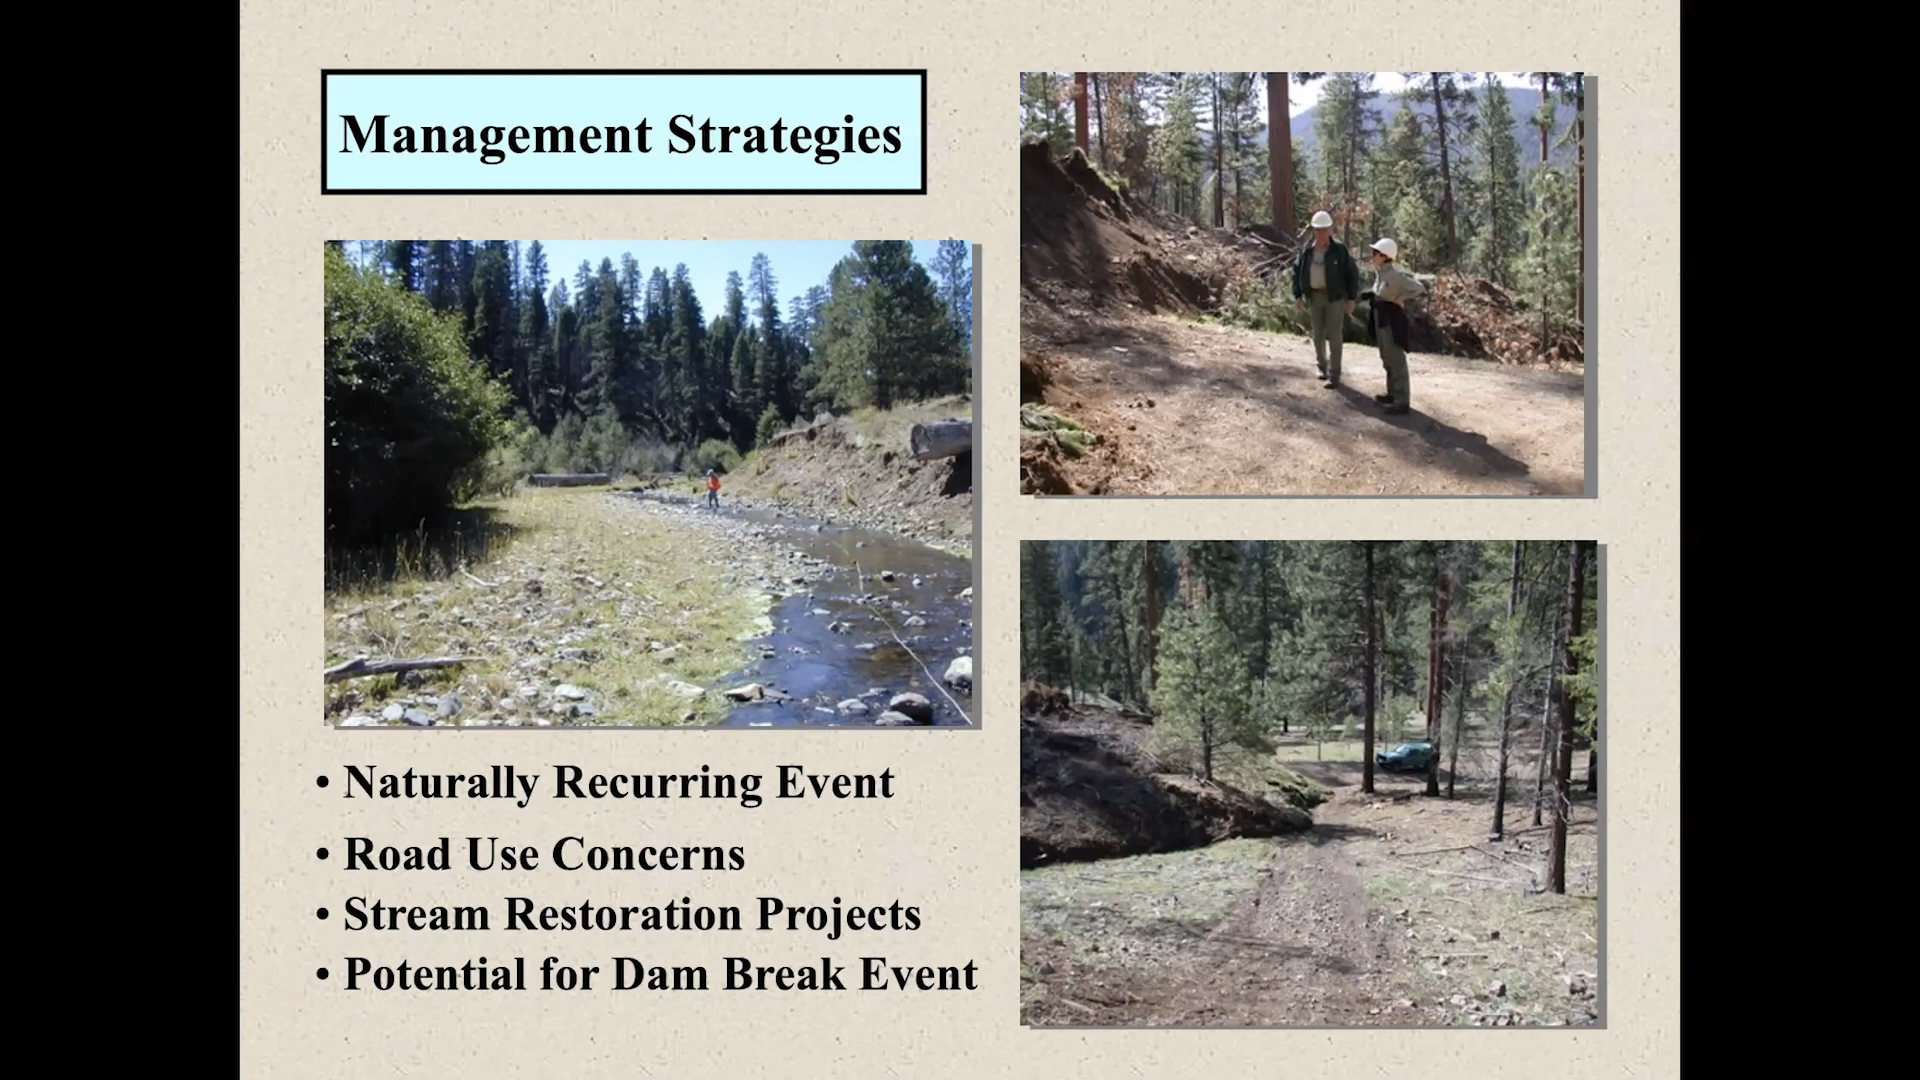 Management Strategies
• Naturally Recurring Event
• Road Use Concerns
• Stream Restoration Projects
• Potential for Dam Break Event